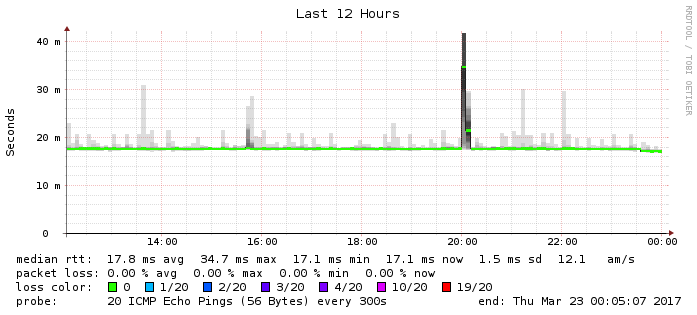 Last 12 Hours
RRDTOOL / TOBI OETIKER
Seconds
40 m
30 m
20 m
10 m
0
14:00 16:00 18:00 20:00 22:00 00:00
median rtt: 17.8 ms avg 34.7 ms max 17.1 ms min 17.1 ms now 1.5 ms sd 12.1 am/s
packet loss: 0.00 % avg 0.00 % max 0.00 % min 0.00 % now
loss color: 0 1/20 2/20 3/20 4/20 10/20 19/20
probe: 20 ICMP Echo Pings (56 Bytes) every 300s end: Thu Mar 23 00:05:07 2017